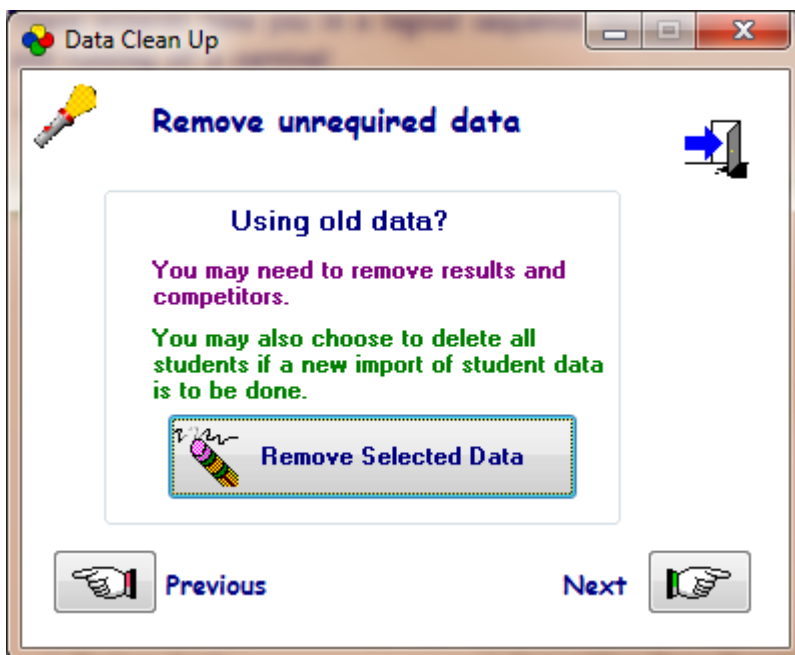 Data Clean Up
Remove unrequired data
Using old data?
You may need to remove results and
competitors.
You may also choose to delete all
students if a new import of student data
is to be done.
Remove Selected Data
Previous
Next